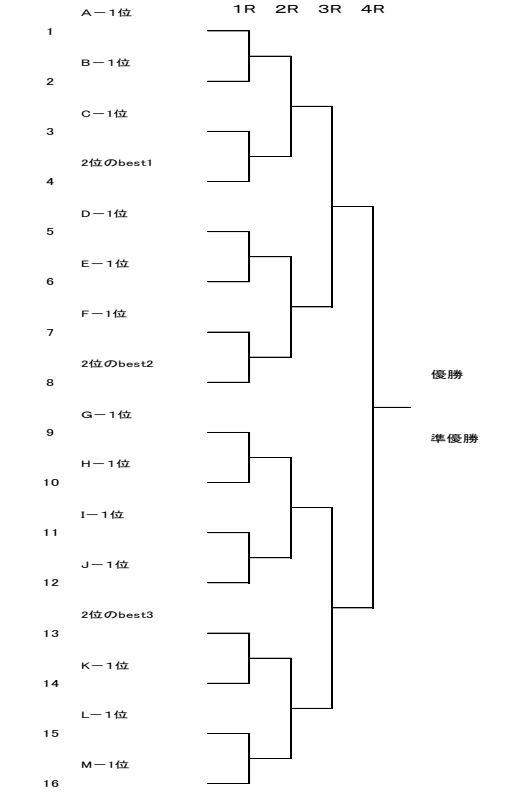 1R 2R 3R 4R
A－1位
1
B－1位
2
C－1位
3
2位のbest1
4
D－1位
5
E－1位
6
F－1位
7
2位のbest2
8
優勝
G－1位
9
準優勝
H－1位
10
I－1位
11
J－1位
12
2位のbest3
13
K－1位
14
L－1位
15
M－1位
16